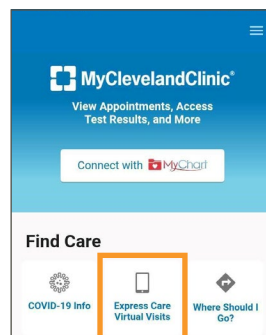 MyClevelandClinic®
View Appointments, Access
Test Results, and More
Connect with MyChart
Find Care
COVID-19 Info
Express Care
Virtual Visits
Where Should I
Go?